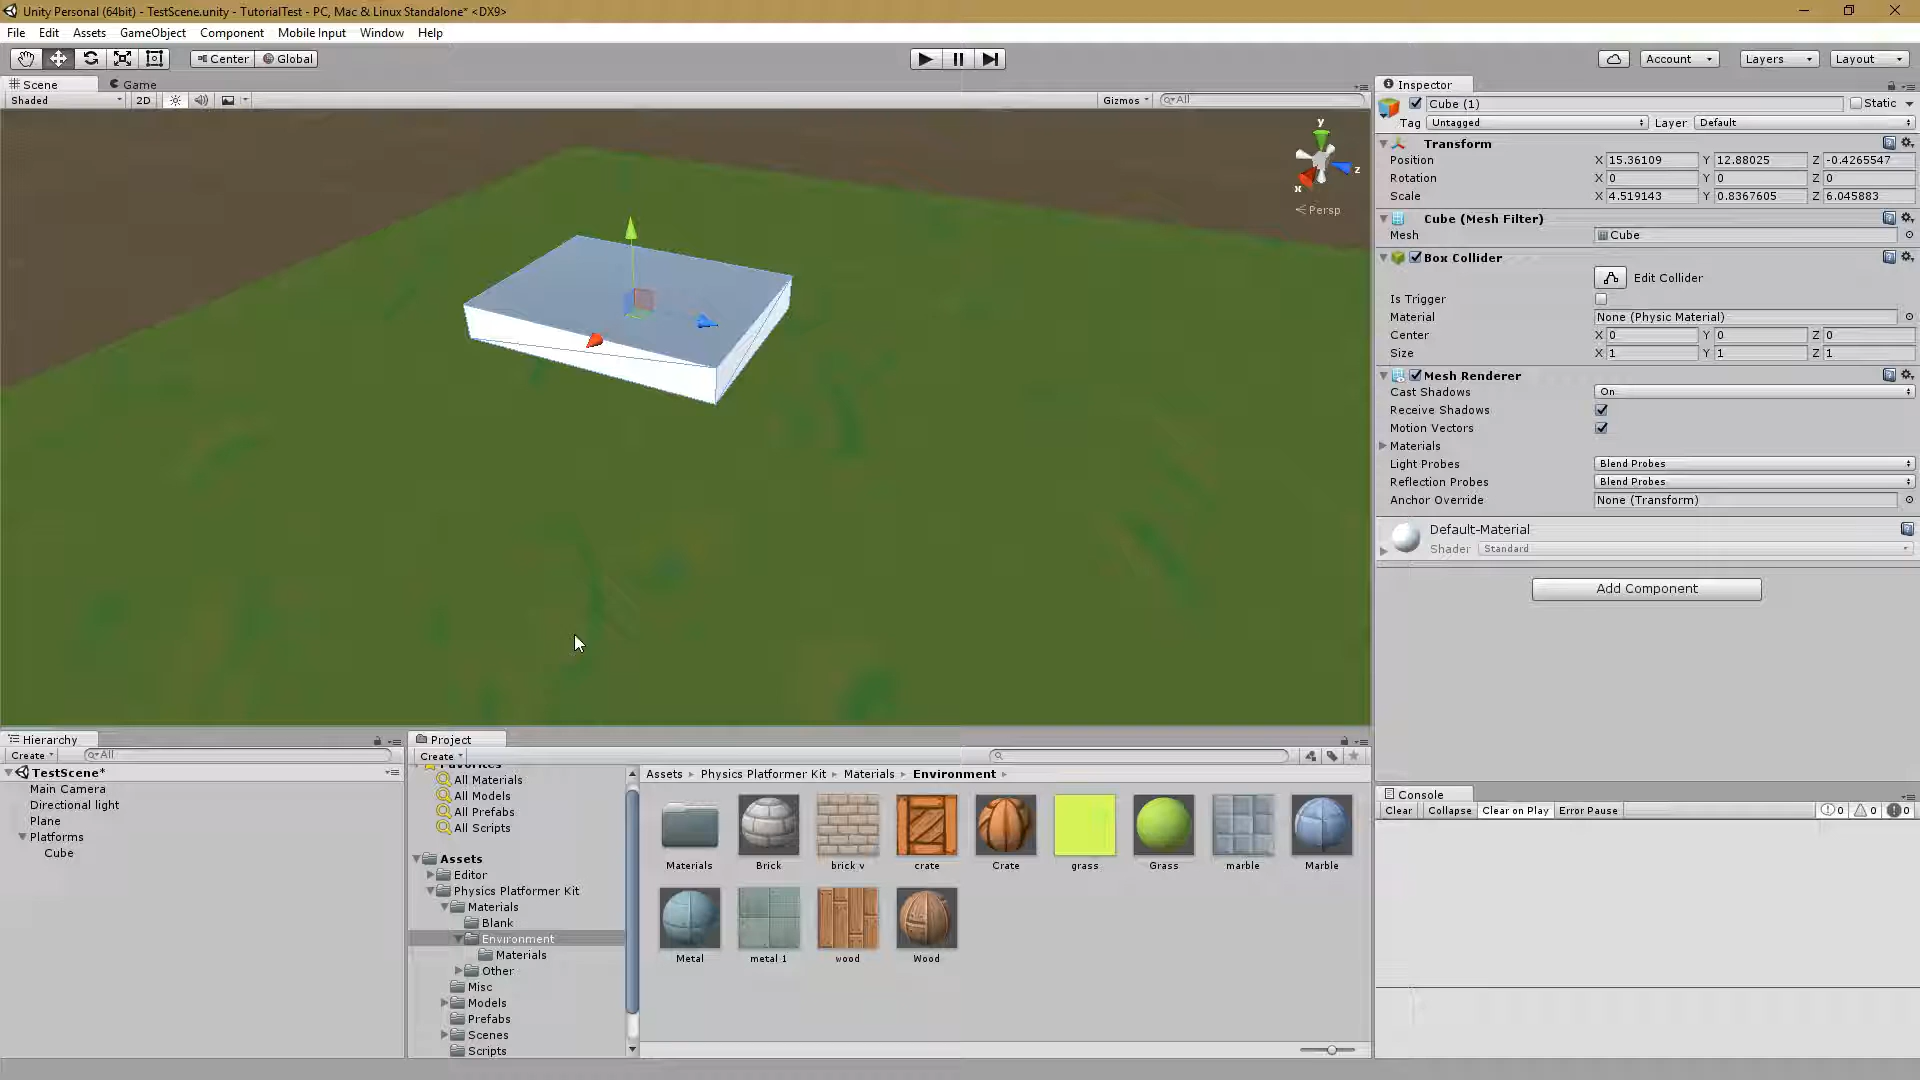 Unity Personal (64bit) - TestScene.unity - TutorialTest - PC, Mac & Linux Standalone* <DX9>
File Edit Assets GameObject Component Mobile Input Window Help
Center Global Account Layers Layout
Scene Game
Shaded 2D Gizmos All
y
z
x
Persp
Inspector
Cube (1) Static
Tag Untagged Layer Default
Transform
Position X 15.36109 Y 12.88025 Z -0.4265547
Rotation X 0 Y 0 Z 0
Scale X 4.519143 Y 0.8367605 Z 6.045883
Cube (Mesh Filter)
Mesh Cube
Box Collider
Edit Collider
Is Trigger
Material None (Physic Material)
Center X 0 Y 0 Z 0
Size X 1 Y 1 Z 1
Mesh Renderer
Cast Shadows On
Receive Shadows
Motion Vectors
Materials
Light Probes Blend Probes
Reflection Probes Blend Probes
Anchor Override None (Transform)
Default-Material
Shader Standard
Add Component
Hierarchy
Create All
TestScene*
Main Camera
Directional light
Plane
Platforms
Cube
Project
Create
Favorites
All Materials
All Models
All Prefabs
All Scripts
Assets
Editor
Physics Platformer Kit
Materials
Blank
Environment
Materials
Other
Misc
Models
Prefabs
Scenes
Scripts
Assets Physics Platformer Kit Materials Environment
Materials Brick brick v crate Crate grass Grass marble Marble
Metal metal 1 wood Wood
Console
Clear Collapse Clear on Play Error Pause 0 0 0